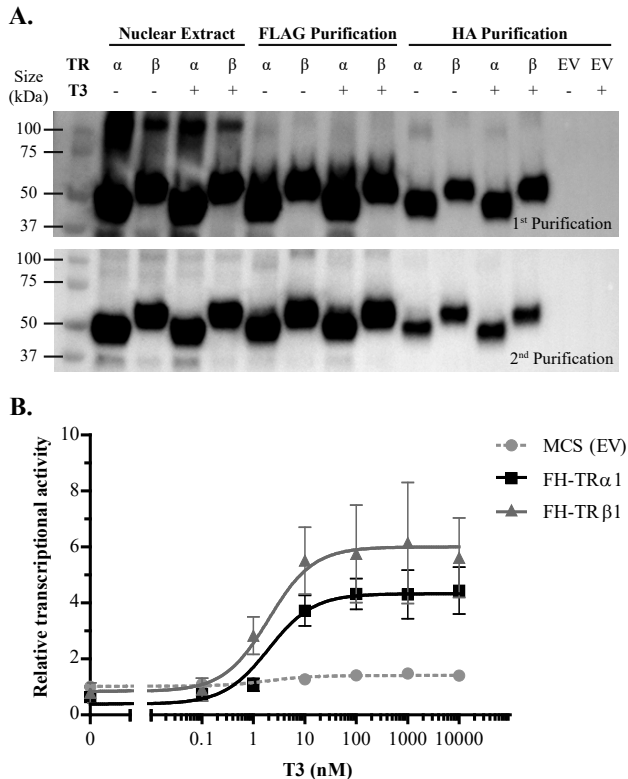 A.
Nuclear Extract FLAG Purification HA Purification
TR α β α β α β α β α β α β EV EV
Size (kDa)
T3 - - + + - - + + - - + + - +
100
75
50
37
1st Purification
100
75
50
37
2nd Purification
B.
10
8
6
4
2
0
Relative transcriptional activity
0 0.1 1 10 100 1000 10000
T3 (nM)
MCS (EV)
FH-TRα1
FH-TRβ1